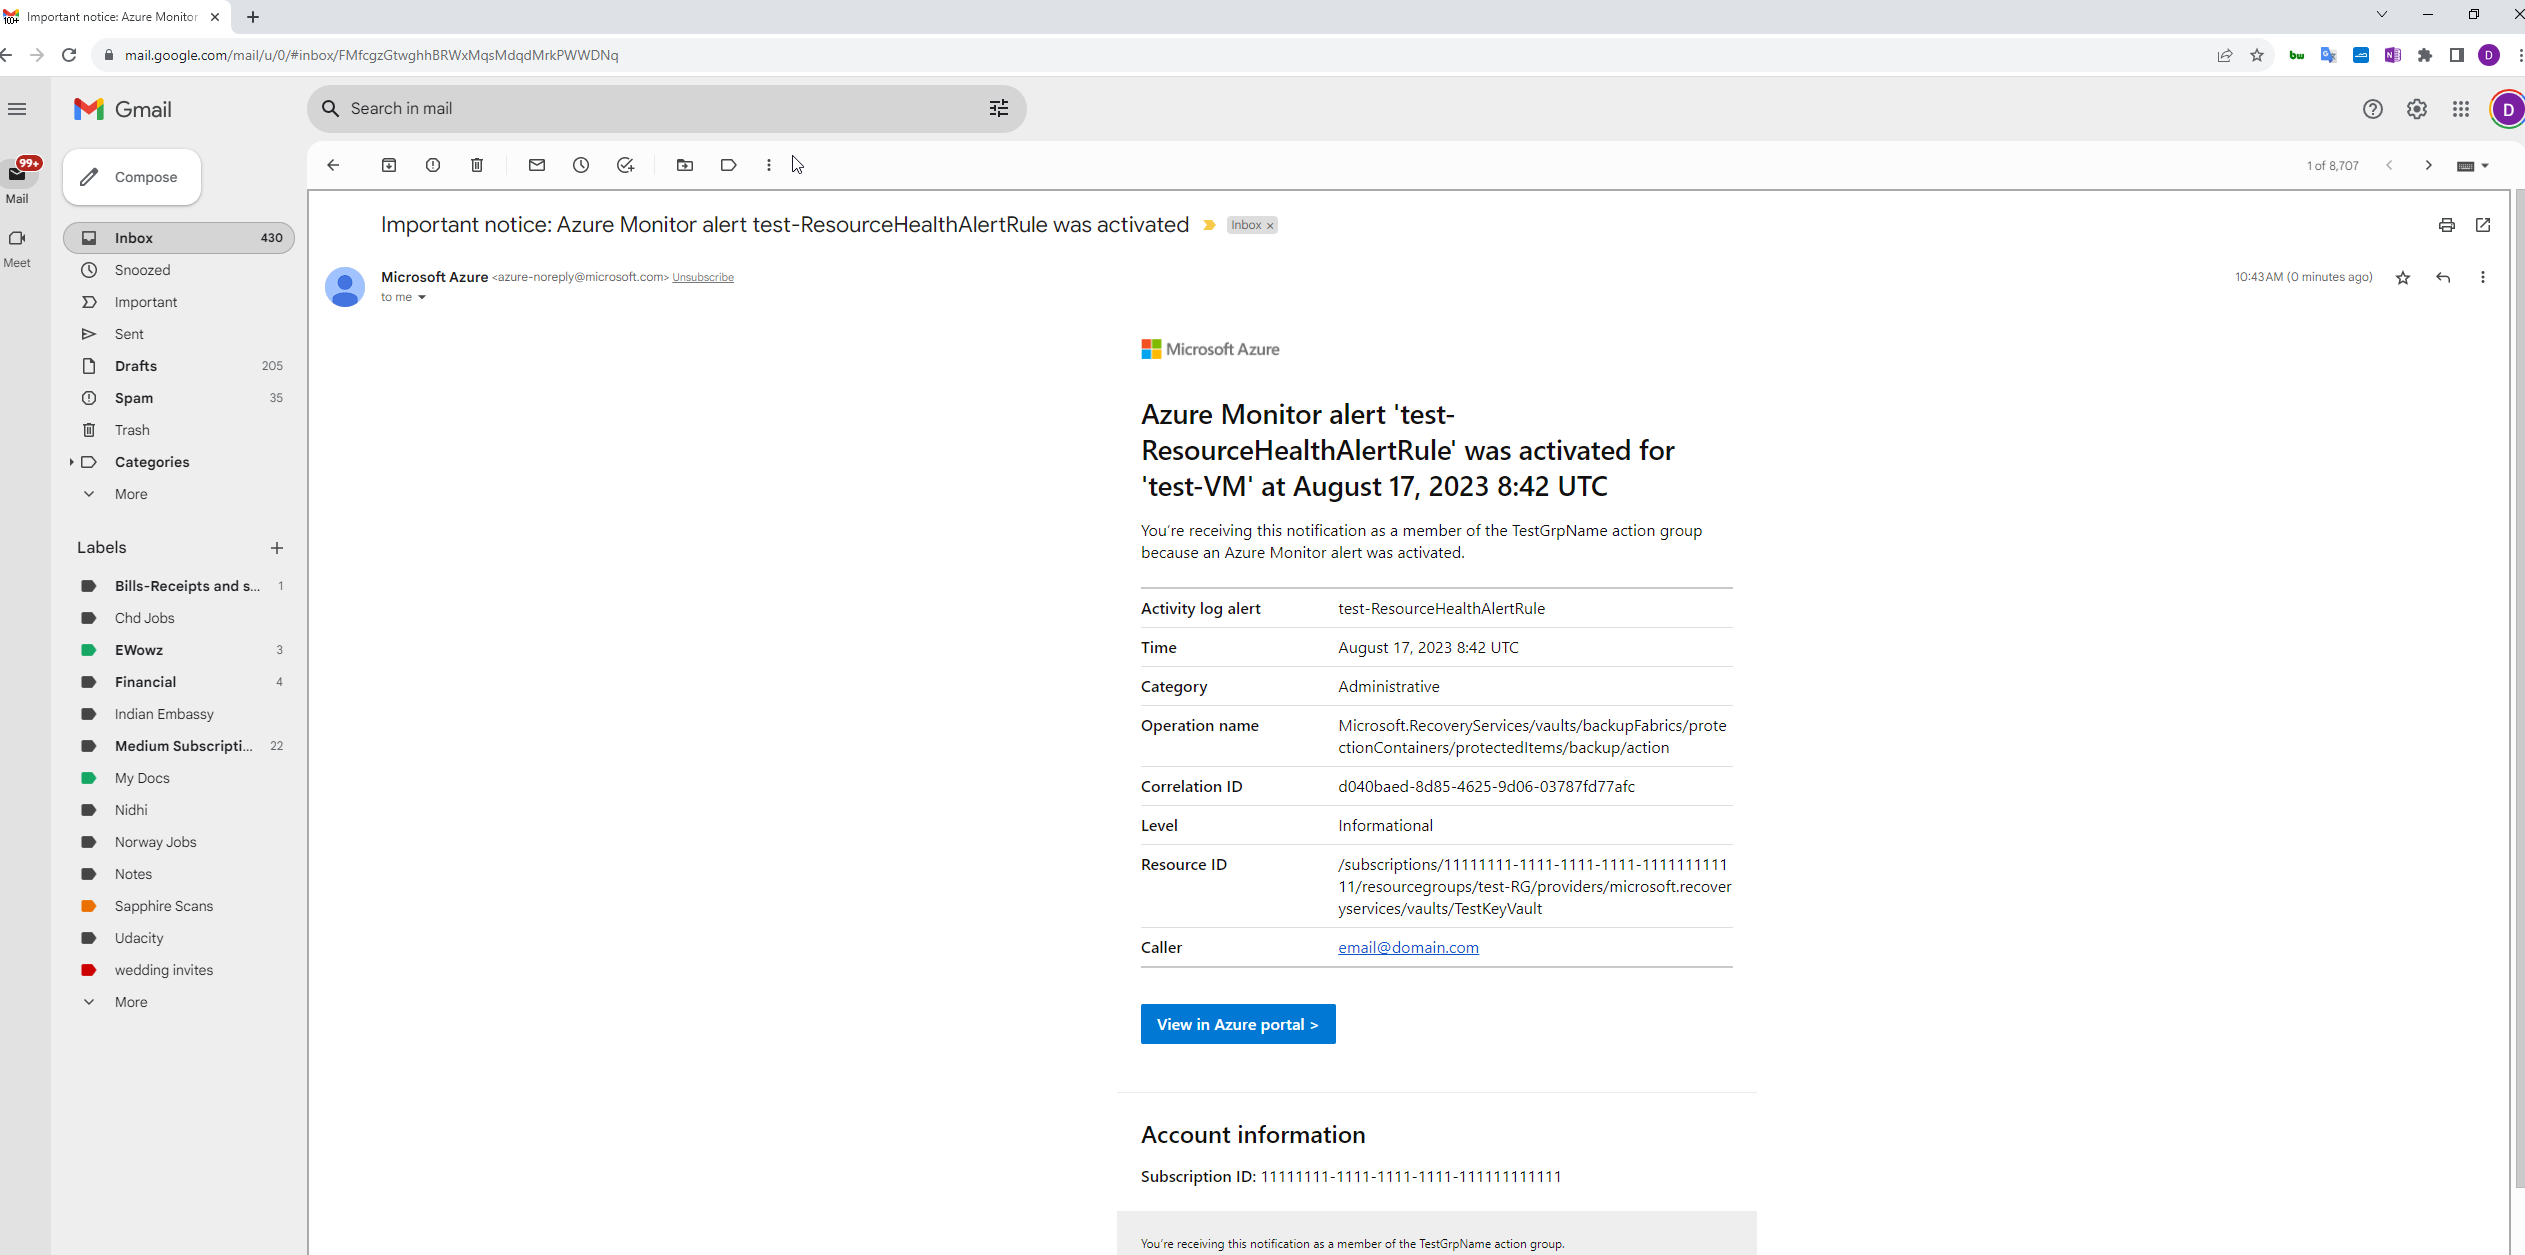 Important notice: Azure Monitor
mail.google.com/mail/u/0/#inbox/FMfcgzGtwghhBRWxMqsMdqdMrkPWWDNq
bw
D
Gmail
Search in mail
D
99+
Mail
Meet
Compose
1 of 8,707
Inbox 430
Snoozed
Important
Sent
Drafts 205
Spam 35
Trash
Categories
More
Labels
Bills-Receipts and s... 1
Chd Jobs
EWowz 3
Financial 4
Indian Embassy
Medium Subscripti... 22
My Docs
Nidhi
Norway Jobs
Notes
Sapphire Scans
Udacity
wedding invites
More
Important notice: Azure Monitor alert test-ResourceHealthAlertRule was activated Inbox ×
Microsoft Azure <azure-noreply@microsoft.com> Unsubscribe
to me
10:43 AM (0 minutes ago)
Microsoft Azure
Azure Monitor alert 'test-
ResourceHealthAlertRule' was activated for
'test-VM' at August 17, 2023 8:42 UTC
You're receiving this notification as a member of the TestGrpName action group
because an Azure Monitor alert was activated.
Activity log alert test-ResourceHealthAlertRule
Time August 17, 2023 8:42 UTC
Category Administrative
Operation name Microsoft.RecoveryServices/vaults/backupFabrics/prote
ctionContainers/protectedItems/backup/action
Correlation ID d040baed-8d85-4625-9d06-03787fd77afc
Level Informational
Resource ID /subscriptions/11111111-1111-1111-1111-1111111111
11/resourcegroups/test-RG/providers/microsoft.recover
yservices/vaults/TestKeyVault
Caller email@domain.com
View in Azure portal >
Account information
Subscription ID: 11111111-1111-1111-1111-111111111111
You're receiving this notification as a member of the TestGrpName action group.